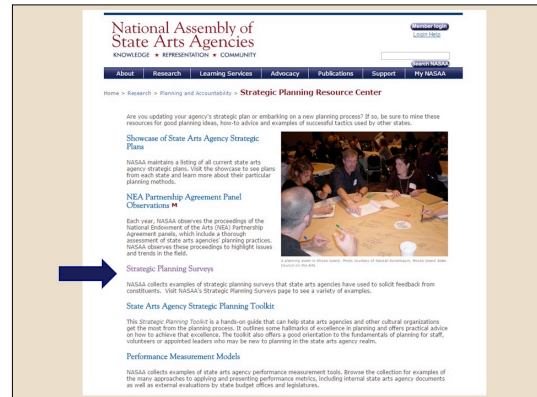 National Assembly of
State Arts Agencies
KNOWLEDGE ★ REPRESENTATION ★ COMMUNITY
Member login
Login Help
Search NASAA
About Research Learning Services Advocacy Publications Support My NASAA
Home > Research > Planning and Accountability > Strategic Planning Resource Center
Are you updating your agency's strategic plan or embarking on a new planning process? If so, be sure to mine these
resources for good planning ideas, how-to advice and examples of successful tactics used by other states.
Showcase of State Arts Agency Strategic
Plans
NASAA maintains a listing of all current state arts
agency strategic plans. Visit the showcase to see plans
from each state and learn more about their particular
planning methods.
NEA Partnership Agreement Panel
Observations M
Each year, NASAA observes the proceedings of the
National Endowment of the Arts (NEA) Partnership
Agreement panels, which include a thorough
assessment of state arts agencies' planning practices.
NASAA observes these proceedings to highlight issues
and trends in the field.
Strategic Planning Surveys
NASAA collects examples of strategic planning surveys that state arts agencies have used to solicit feedback from
constituents. Visit NASAA's Strategic Planning Surveys page to see a variety of examples.
State Arts Agency Strategic Planning Toolkit
This Strategic Planning Toolkit is a hands-on guide that can help state arts agencies and other cultural organizations
get the most from the planning process. It outlines some hallmarks of excellence in planning and offers practical advice
on how to achieve that excellence. The toolkit also offers a good orientation to the fundamentals of planning for staff,
volunteers or appointed leaders who may be new to planning in the state arts agency realm.
Performance Measurement Models
NASAA collects examples of state arts agency performance measurement tools. Browse the collection for examples of
the many approaches to applying and presenting performance metrics, including internal state arts agency documents
as well as external evaluations by state budget offices and legislatures.